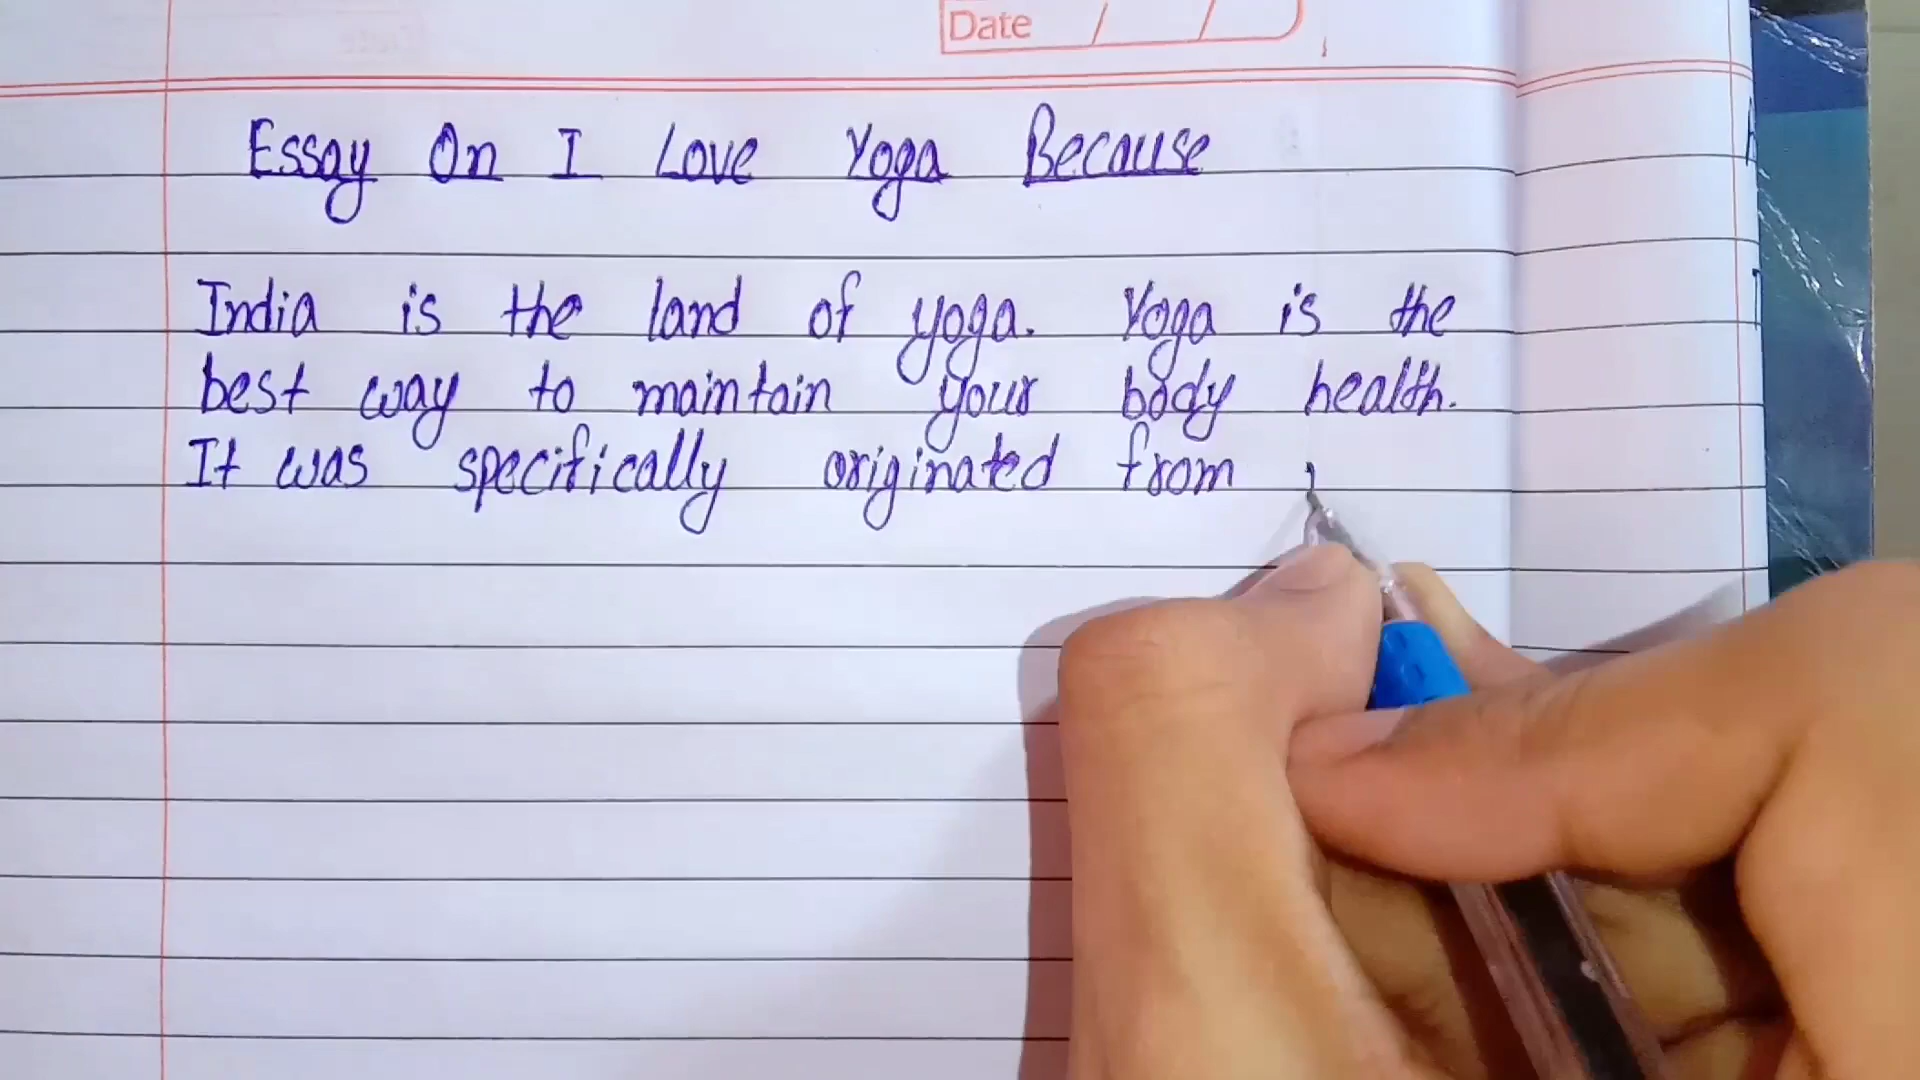 Date / /
Essay On I Love Yoga Because
India is the land of yoga. Yoga is the
best way to maintain your body health.
It was specifically originated from